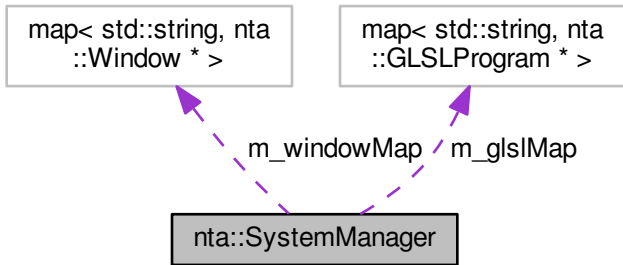 map< std::string, nta
::Window * >
map< std::string, nta
::GLSLProgram * >
m_windowMap
m_glslMap
nta::SystemManager